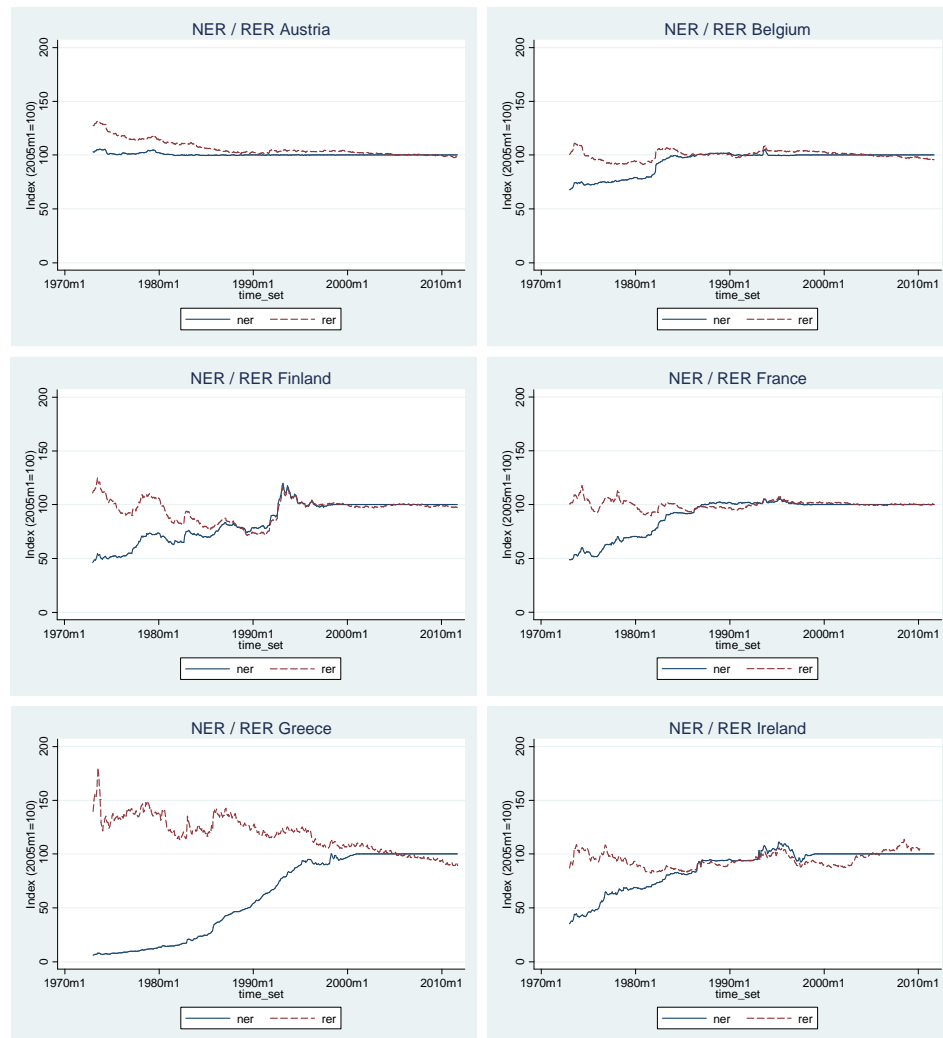 NER / RER Austria
Index (2005m1=100)
200
150
100
50
0
1970m1 1980m1 1990m1 2000m1 2010m1
time_set
ner rer
NER / RER Belgium
Index (2005m1=100)
200
150
100
50
0
1970m1 1980m1 1990m1 2000m1 2010m1
time_set
ner rer
NER / RER Finland
Index (2005m1=100)
200
150
100
50
0
1970m1 1980m1 1990m1 2000m1 2010m1
time_set
ner rer
NER / RER France
Index (2005m1=100)
200
150
100
50
0
1970m1 1980m1 1990m1 2000m1 2010m1
time_set
ner rer
NER / RER Greece
Index (2005m1=100)
200
150
100
50
0
1970m1 1980m1 1990m1 2000m1 2010m1
time_set
ner rer
NER / RER Ireland
Index (2005m1=100)
200
150
100
50
0
1970m1 1980m1 1990m1 2000m1 2010m1
time_set
ner rer